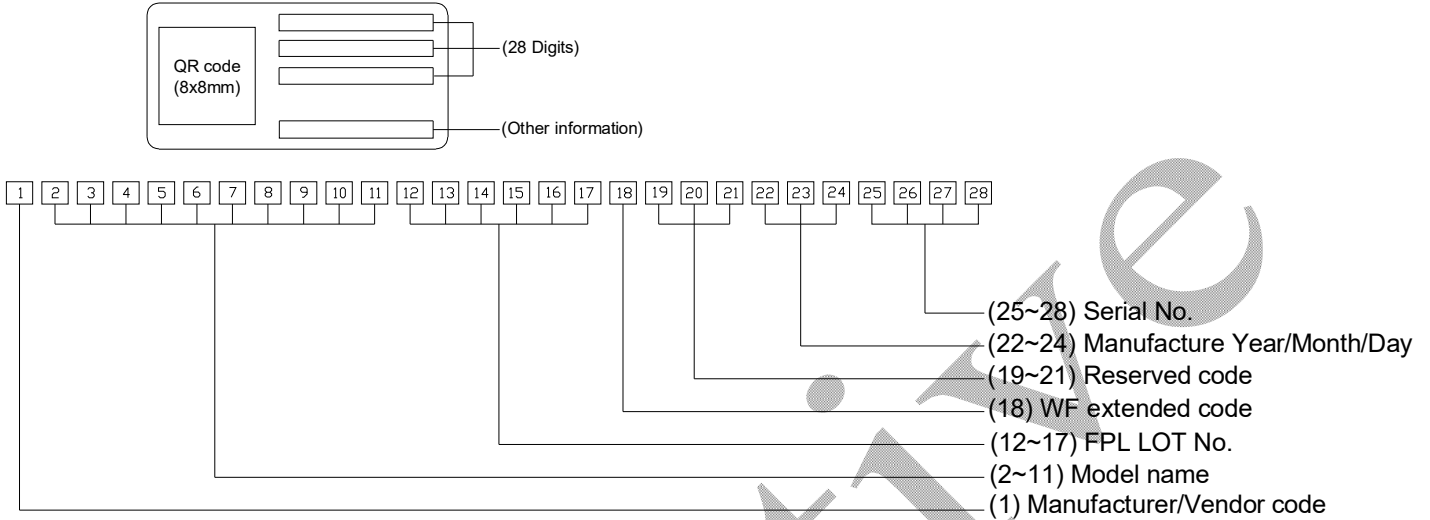 QR code
(8x8mm)
(28 Digits)
(Other information)
1 2 3 4 5 6 7 8 9 10 11 12 13 14 15 16 17 18 19 20 21 22 23 24 25 26 27 28
(25~28) Serial No.
(22~24) Manufacture Year/Month/Day
(19~21) Reserved code
(18) WF extended code
(12~17) FPL LOT No.
(2~11) Model name
(1) Manufacturer/Vendor code